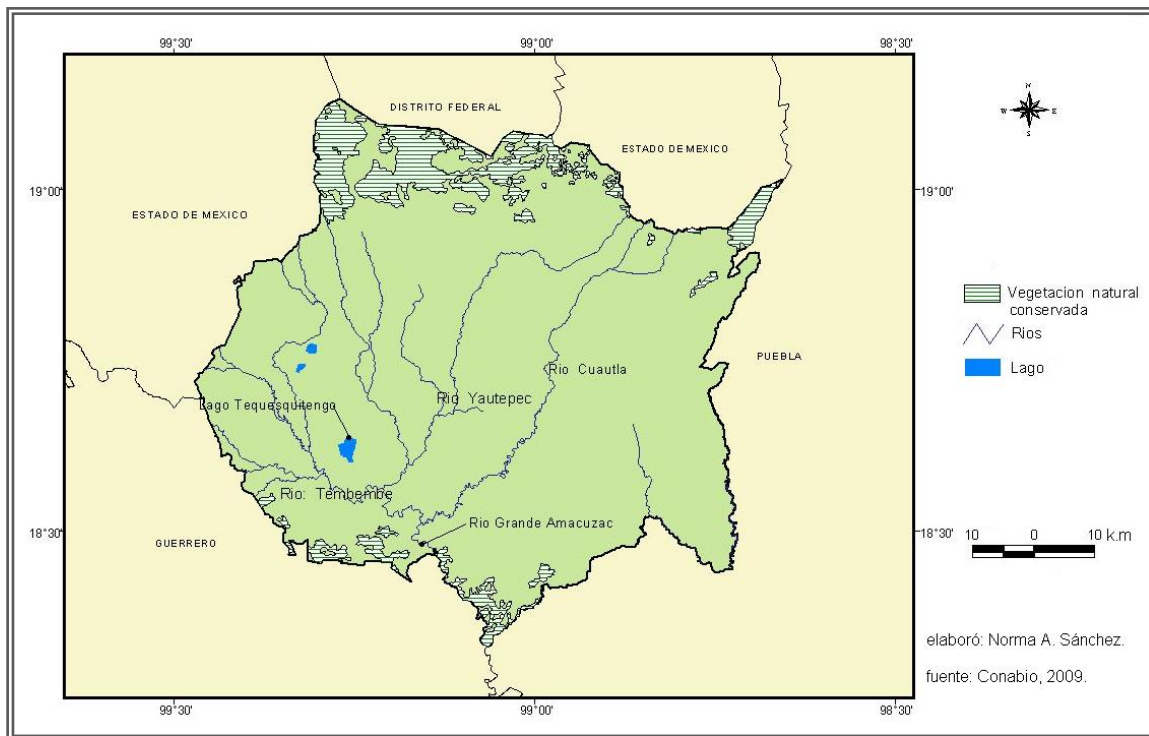 99°30'
99°00'
98°30'
DISTRITO FEDERAL
N
W
E
S
ESTADO DE MEXICO
19°00'
19°00'
ESTADO DE MEXICO
Vegetacion natural
conservada
Rios
PUEBLA
Lago
Rio Cuautla
Rio Yautepec
Lago Tequesquitengo
Rio: Tembembe
Rio Grande Amacuzac
18°30'
18°30'
GUERRERO
10 0 10 k.m
elaboró: Norma A. Sánchez.
fuente: Conabio, 2009.
99°30'
99°00'
98°30'